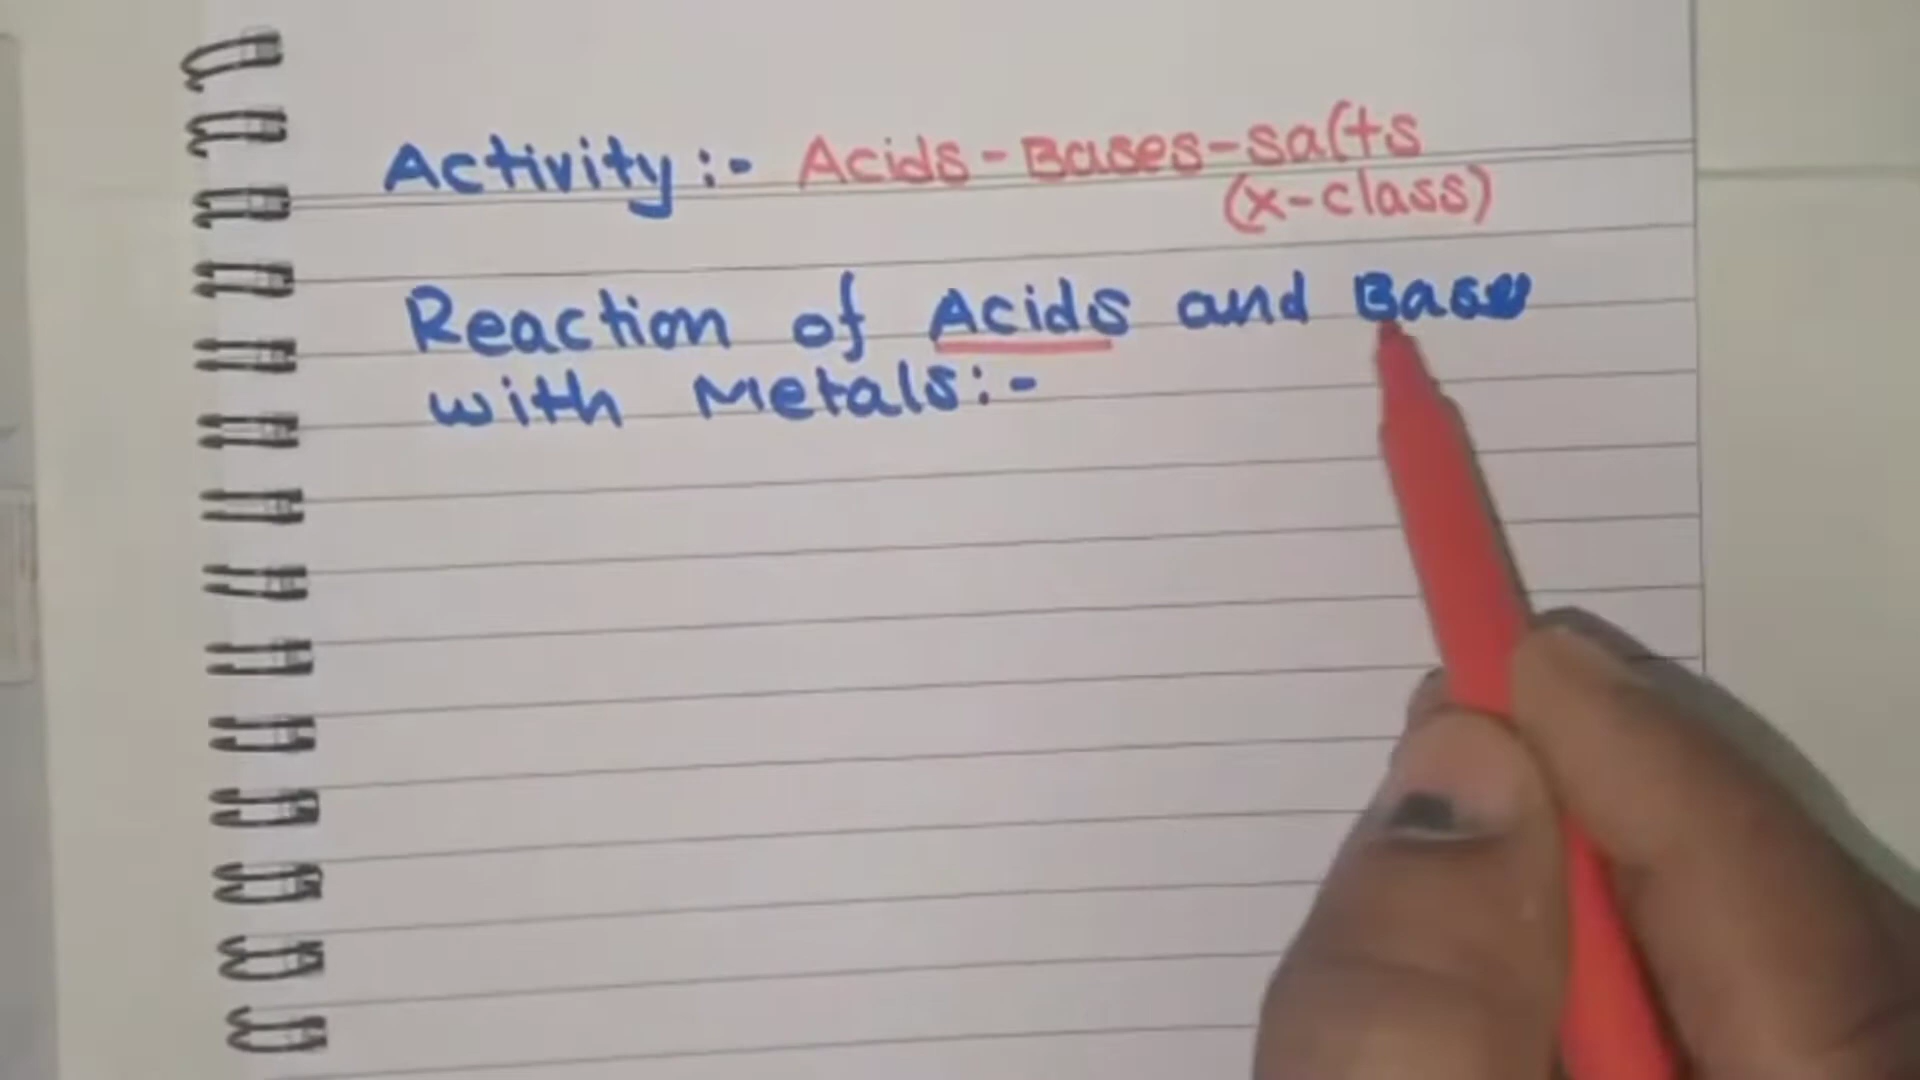 Activity :- Acids - Bases - salts
(x-class)
Reaction of Acids and Base
with Metals:-